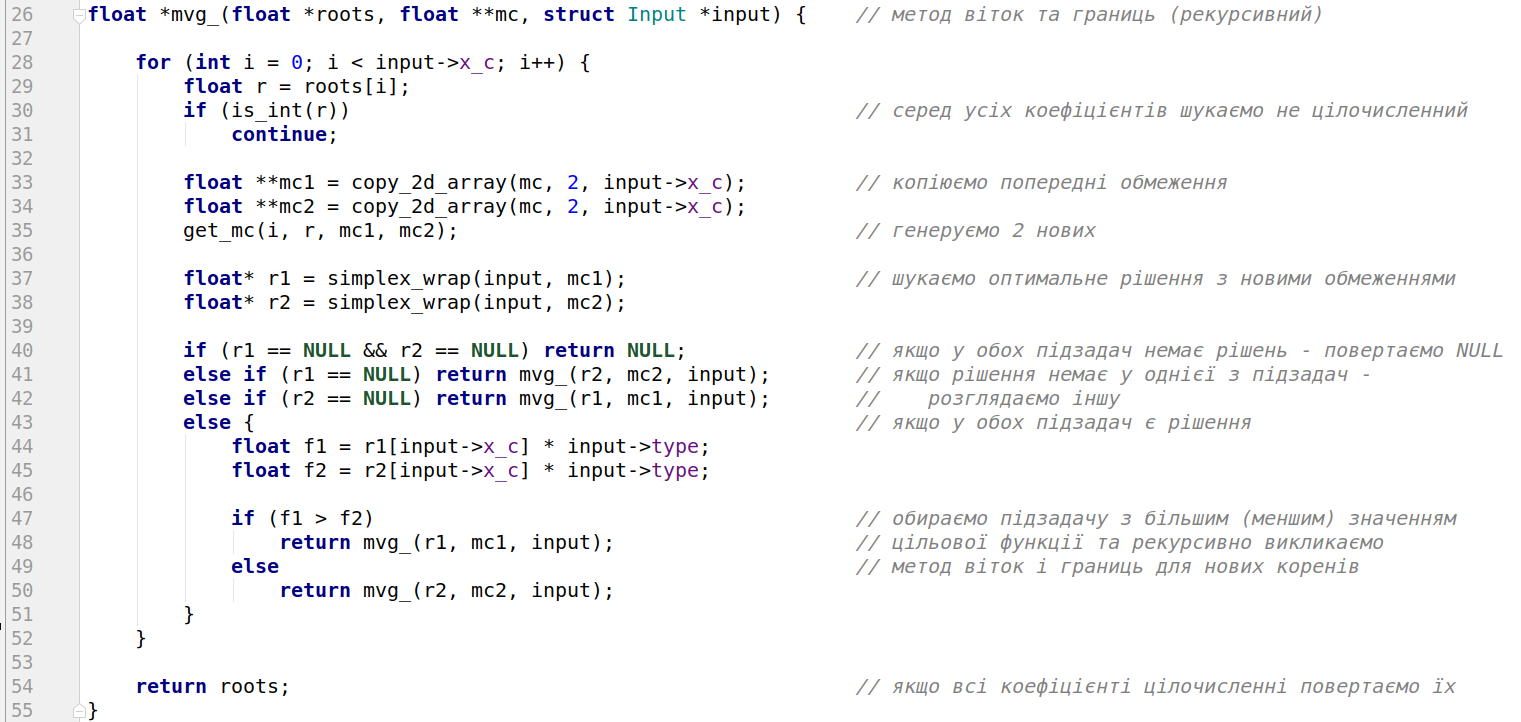 26 float *mvg_(float *roots, float **mc, struct Input *input) { // метод віток та границь (рекурсивний)
27
28 for (int i = 0; i < input->x_c; i++) {
29 float r = roots[i];
30 if (is_int(r)) // серед усіх коефіцієнтів шукаємо не цілочисленний
31 continue;
32
33 float **mc1 = copy_2d_array(mc, 2, input->x_c); // копіюємо попередні обмеження
34 float **mc2 = copy_2d_array(mc, 2, input->x_c);
35 get_mc(i, r, mc1, mc2); // генеруємо 2 нових
36
37 float* r1 = simplex_wrap(input, mc1); // шукаємо оптимальне рішення з новими обмеженнями
38 float* r2 = simplex_wrap(input, mc2);
39
40 if (r1 == NULL && r2 == NULL) return NULL; // якщо у обох підзадач немає рішень - повертаємо NULL
41 else if (r1 == NULL) return mvg_(r2, mc2, input); // якщо рішення немає у однієї з підзадач -
42 else if (r2 == NULL) return mvg_(r1, mc1, input); // розглядаємо іншу
43 else { // якщо у обох підзадач є рішення
44 float f1 = r1[input->x_c] * input->type;
45 float f2 = r2[input->x_c] * input->type;
46
47 if (f1 > f2) // обираємо підзадачу з більшим (меншим) значенням
48 return mvg_(r1, mc1, input); // цільової функції та рекурсивно викликаємо
49 else // метод віток і границь для нових коренів
50 return mvg_(r2, mc2, input);
51 }
52 }
53
54 return roots; // якщо всі коефіцієнті цілочисленні повертаємо їх
55 }